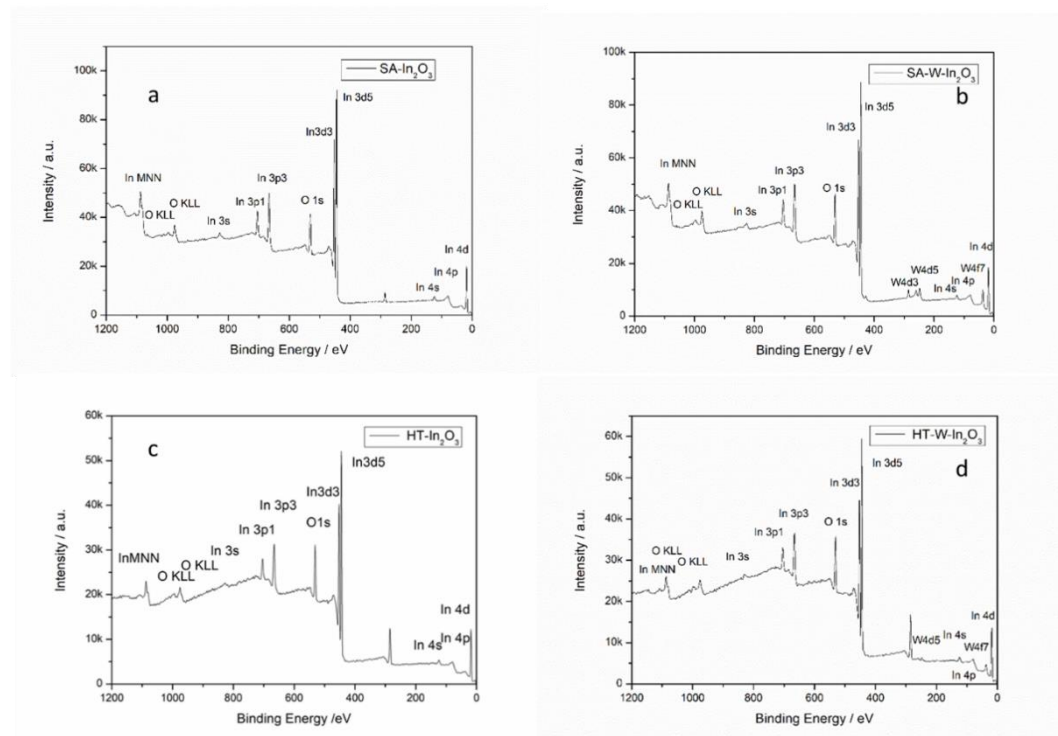 a
SA-In₂O₃
100k
80k
60k
40k
20k
0
In 3d5
In3d3
In MNN
O KLL
O KLL
In 3s
In 3p1
In 3p3
O 1s
In 4d
In 4p
In 4s
1200 1000 800 600 400 200 0
Binding Energy / eV
Intensity / a.u.
b
SA-W-In₂O₃
100k
80k
60k
40k
20k
0
In 3d5
In 3d3
In MNN
O KLL
O KLL
In 3s
In 3p1
In 3p3
O 1s
In 4d
W4d5
W4f7
W4d3
In 4p
In 4s
1200 1000 800 600 400 200 0
Binding Energy / eV
Intensity / a.u.
c
HT-In₂O₃
60k
50k
40k
30k
20k
10k
0
In3d5
In3d3
In 3p3
O1s
In 3p1
In 3s
InMNN
O KLL
O KLL
In 4d
In 4s
In 4p
1200 1000 800 600 400 200 0
Binding Energy /eV
Intensity / a.u.
d
HT-W-In₂O₃
60k
50k
40k
30k
20k
10k
0
In 3d5
In 3d3
In 3p3
O 1s
In 3p1
O KLL
O KLL
In 3s
In MNN
In 4d
In 4s
W4d5
W4f7
In 4p
1200 1000 800 600 400 200 0
Binding Energy /eV
Intensity / a.u.